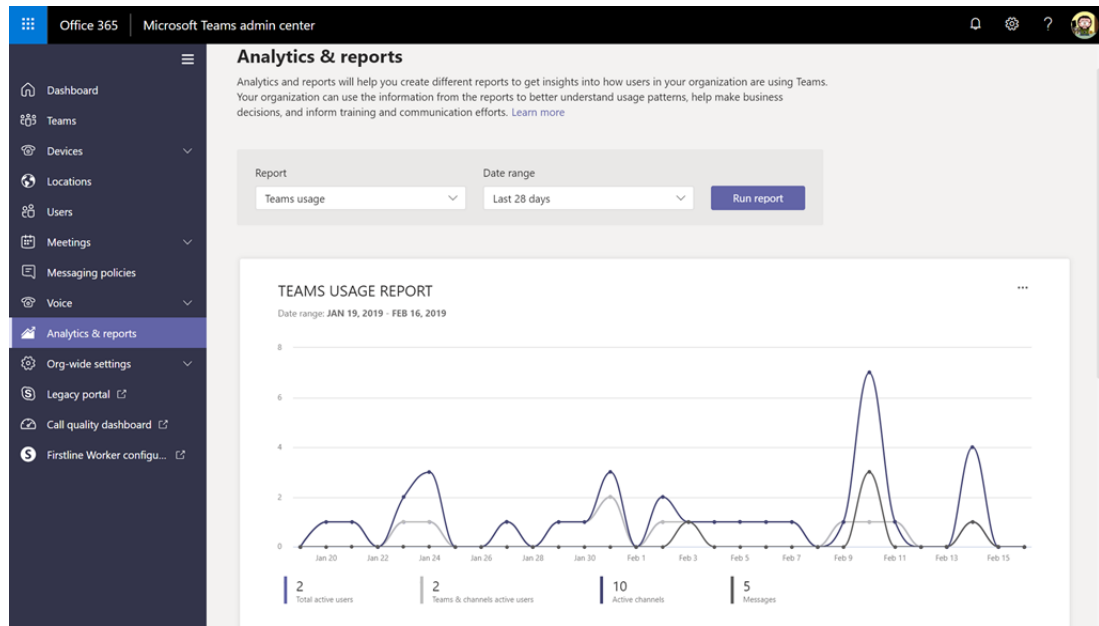 Office 365
Microsoft Teams admin center
?
Dashboard
Teams
Devices
Locations
Users
Meetings
Messaging policies
Voice
Analytics & reports
Org-wide settings
Legacy portal
Call quality dashboard
Firstline Worker configu...
Analytics & reports
Analytics and reports will help you create different reports to get insights into how users in your organization are using Teams.
Your organization can use the information from the reports to better understand usage patterns, help make business
decisions, and inform training and communication efforts. Learn more
Report
Date range
Teams usage
Last 28 days
Run report
TEAMS USAGE REPORT
...
Date range: JAN 19, 2019 - FEB 16, 2019
8
6
4
2
0
Jan 20 Jan 22 Jan 24 Jan 26 Jan 28 Jan 30 Feb 1 Feb 3 Feb 5 Feb 7 Feb 9 Feb 11 Feb 13 Feb 15
2
Total active users
2
Teams & channels active users
10
Active channels
5
Messages